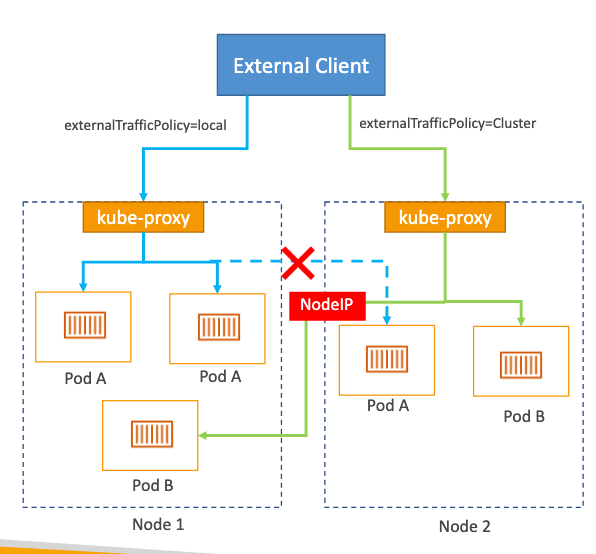 External Client
externalTrafficPolicy=local
externalTrafficPolicy=Cluster
kube-proxy
kube-proxy
NodeIP
Pod A
Pod A
Pod A
Pod B
Pod B
Node 1
Node 2